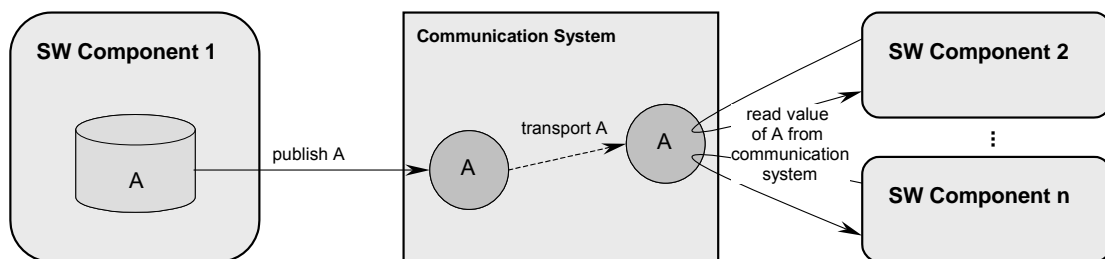 SW Component 1
A
publish A
Communication System
A
transport A
A
read value
of A from
communication
system
SW Component 2
...
SW Component n